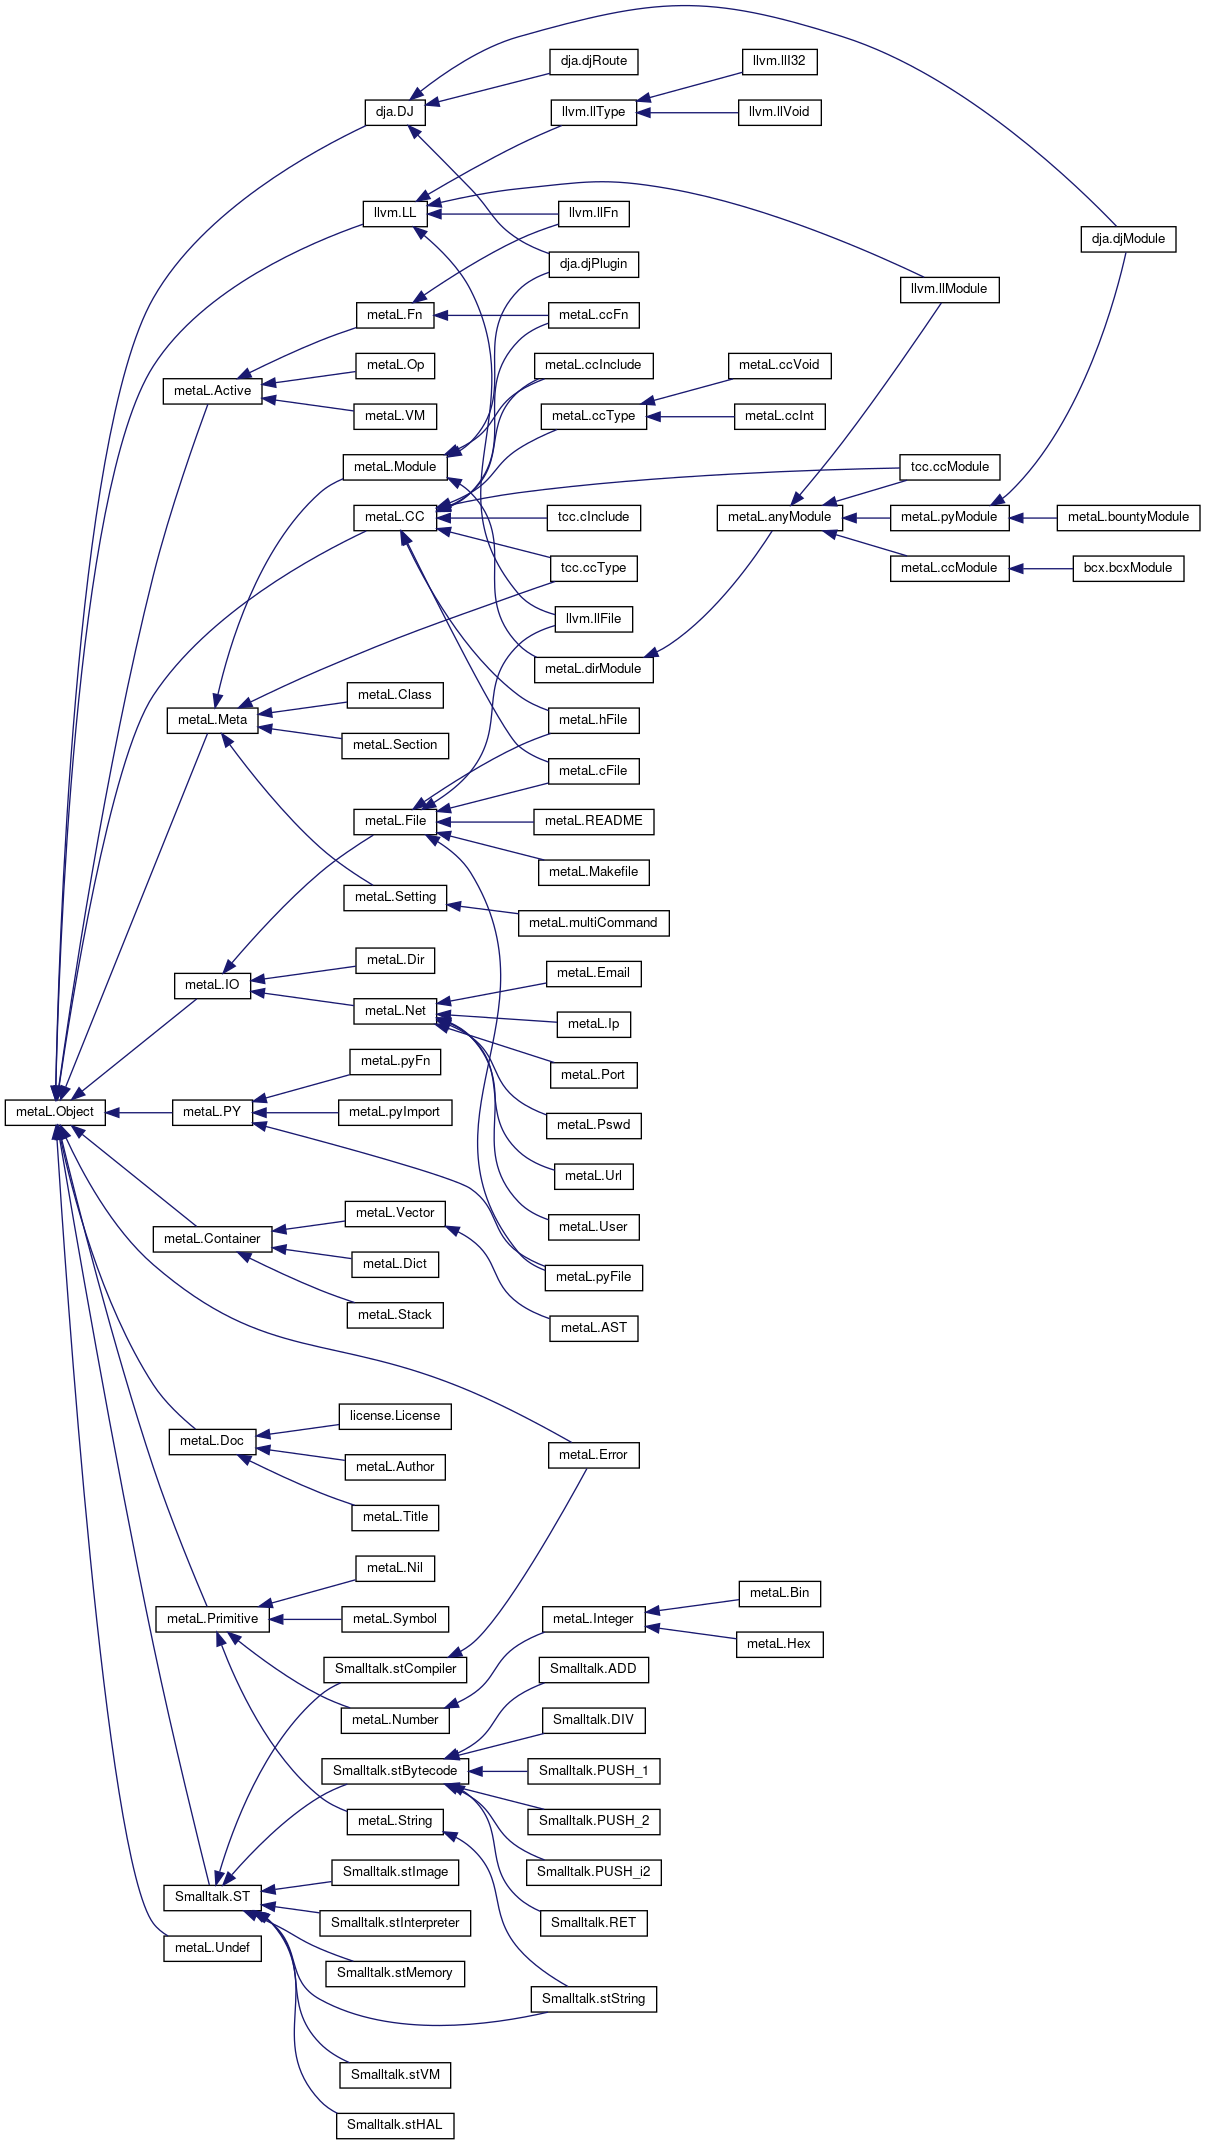 dja.djRoute
llvm.llI32
dja.DJ
llvm.llType
llvm.llVoid
llvm.LL
llvm.llFn
dja.djModule
dja.djPlugin
llvm.llModule
metaL.Fn
metaL.ccFn
metaL.Op
metaL.ccInclude
metaL.ccVoid
metaL.Active
metaL.VM
metaL.ccType
metaL.ccInt
metaL.Module
tcc.ccModule
metaL.CC
tcc.cInclude
metaL.anyModule
metaL.pyModule
metaL.bountyModule
tcc.ccType
metaL.ccModule
bcx.bcxModule
llvm.llFile
metaL.dirModule
metaL.Class
metaL.Meta
metaL.hFile
metaL.Section
metaL.cFile
metaL.File
metaL.README
metaL.Makefile
metaL.Setting
metaL.multiCommand
metaL.Dir
metaL.IO
metaL.Email
metaL.Net
metaL.Ip
metaL.pyFn
metaL.Port
metaL.Object
metaL.PY
metaL.pyImport
metaL.Pswd
metaL.Url
metaL.Vector
metaL.User
metaL.Container
metaL.Dict
metaL.pyFile
metaL.Stack
metaL.AST
license.License
metaL.Doc
metaL.Error
metaL.Author
metaL.Title
metaL.Nil
metaL.Bin
metaL.Primitive
metaL.Symbol
metaL.Integer
metaL.Hex
Smalltalk.stCompiler
Smalltalk.ADD
metaL.Number
Smalltalk.DIV
Smalltalk.stBytecode
Smalltalk.PUSH_1
metaL.String
Smalltalk.PUSH_2
Smalltalk.stImage
Smalltalk.PUSH_i2
Smalltalk.ST
Smalltalk.stInterpreter
Smalltalk.RET
metaL.Undef
Smalltalk.stMemory
Smalltalk.stString
Smalltalk.stVM
Smalltalk.stHAL